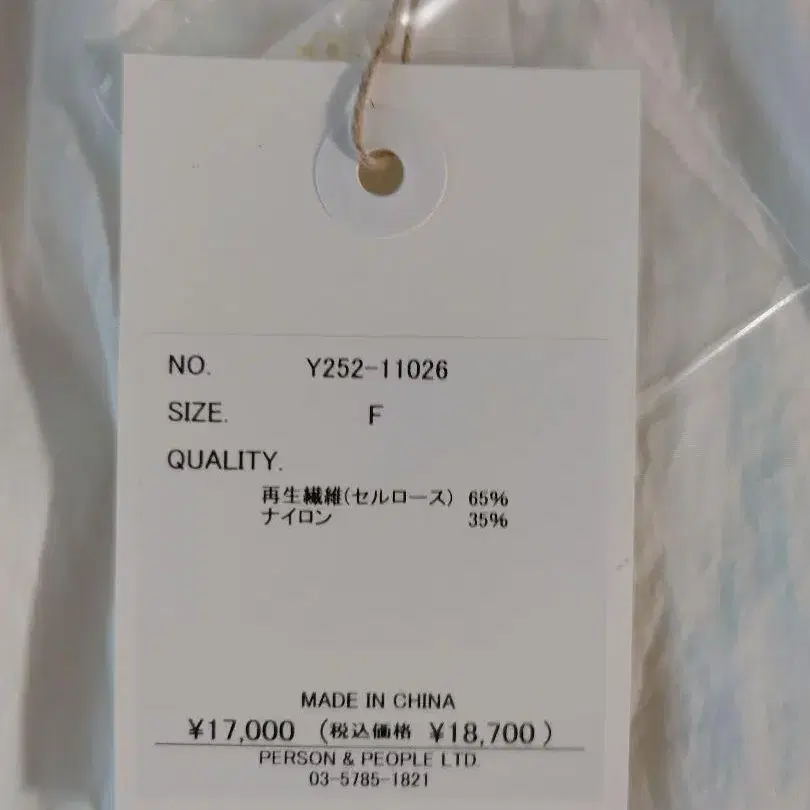 NO. Y252-11026
SIZE. F
QUALITY.
再生繊維(セルロース) 65%
ナイロン 35%
MADE IN CHINA
¥17,000 (税込価格 ¥18,700)
PERSON & PEOPLE LTD.
03-5785-1821